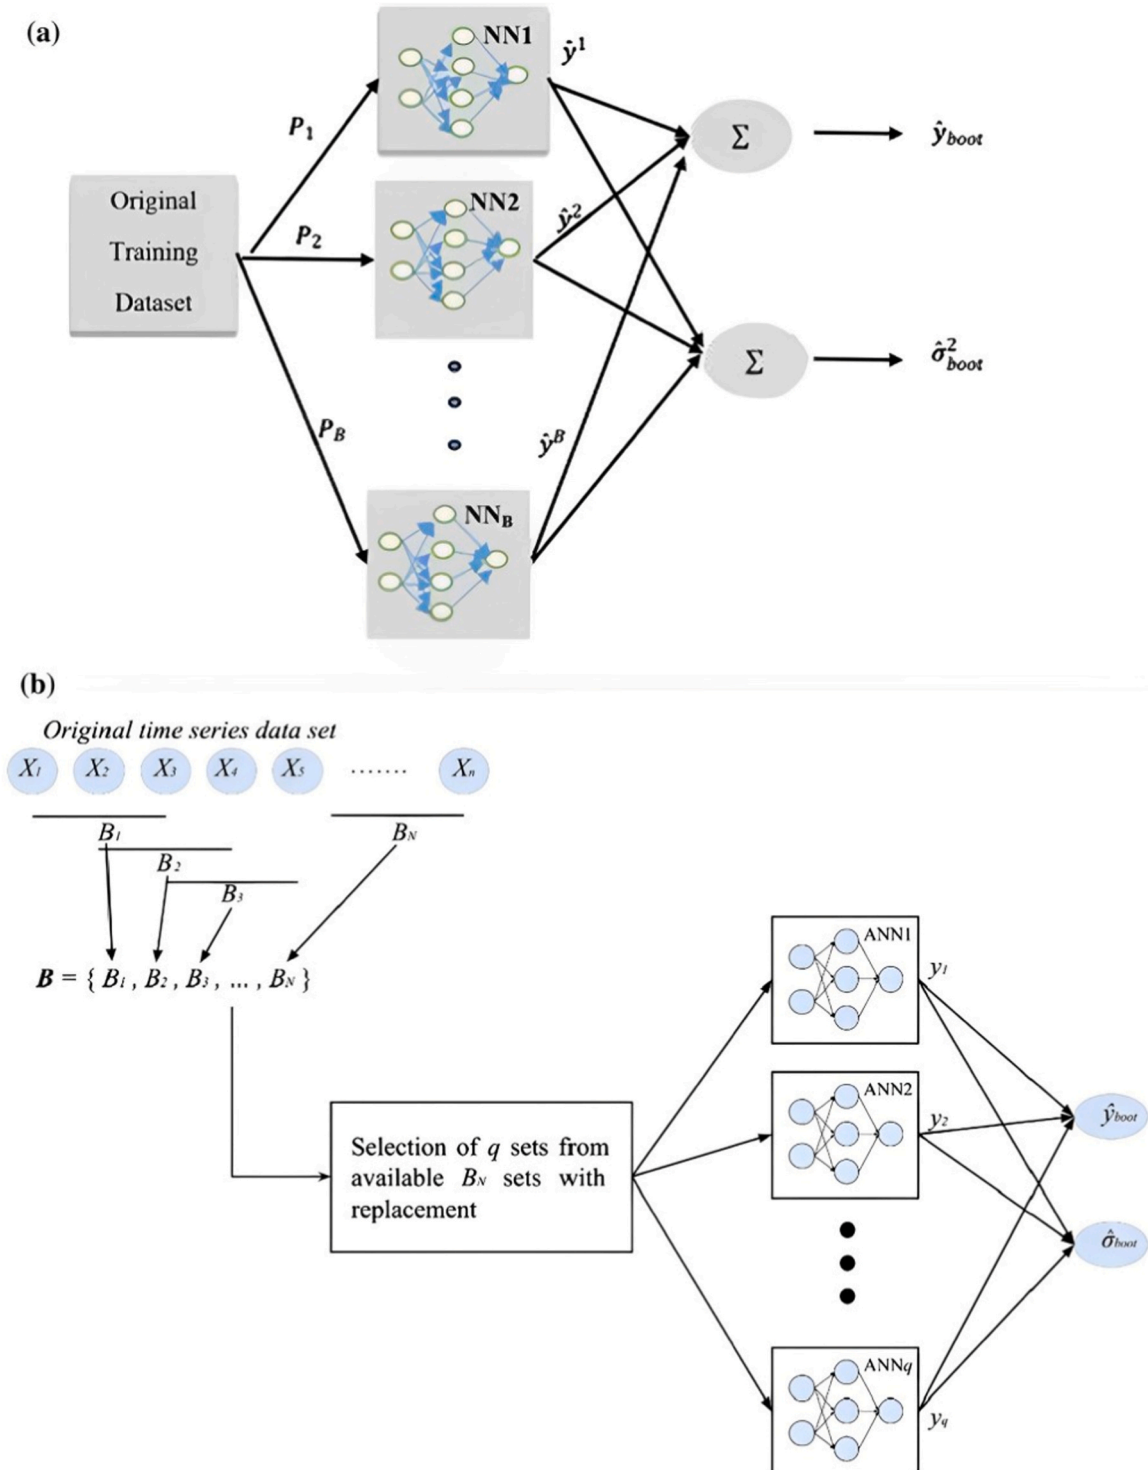 (a)
NN1
ŷ¹
P₁
Σ
ŷ_boot
Original
Training
Dataset
NN2
P₂
ŷ²
Σ
σ̂²_boot
P_B
ŷᴮ
NN_B
(b)
Original time series data set
X₁ X₂ X₃ X₄ X₅ ....... Xₙ
B₁
B_N
B₂
B₃
B = { B₁ , B₂ , B₃ , ... , B_N }
ANN1
y₁
ANN2
y₂
ŷ_boot
Selection of q sets from
available B_N sets with
replacement
σ̂_boot
ANNq
y_q